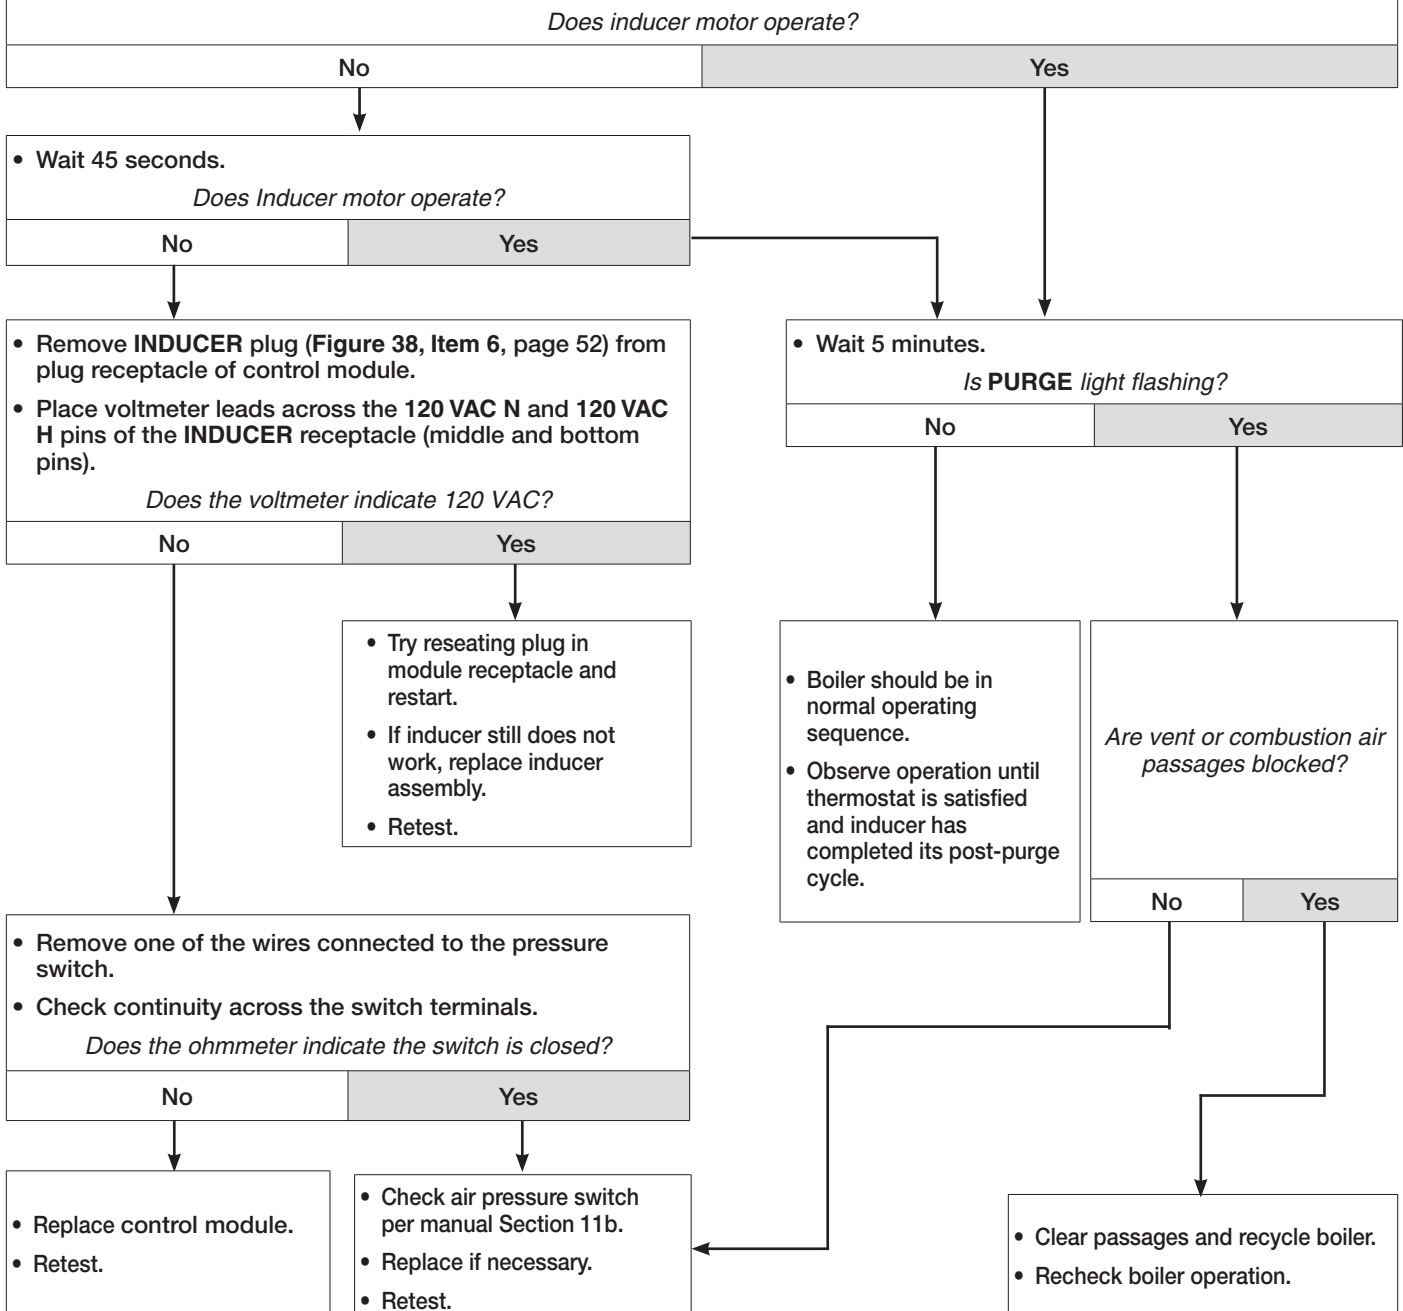 Does inducer motor operate?
No
Yes
• Wait 45 seconds.
Does Inducer motor operate?
No
Yes
• Remove INDUCER plug (Figure 38, Item 6, page 52) from
plug receptacle of control module.
• Place voltmeter leads across the 120 VAC N and 120 VAC
H pins of the INDUCER receptacle (middle and bottom
pins).
Does the voltmeter indicate 120 VAC?
No
Yes
• Wait 5 minutes.
Is PURGE light flashing?
No
Yes
• Try reseating plug in
module receptacle and
restart.
• If inducer still does not
work, replace inducer
assembly.
• Retest.
• Boiler should be in
normal operating
sequence.
• Observe operation until
thermostat is satisfied
and inducer has
completed its post-purge
cycle.
Are vent or combustion air
passages blocked?
No
Yes
• Remove one of the wires connected to the pressure
switch.
• Check continuity across the switch terminals.
Does the ohmmeter indicate the switch is closed?
No
Yes
• Replace control module.
• Retest.
• Check air pressure switch
per manual Section 11b.
• Replace if necessary.
• Retest.
• Clear passages and recycle boiler.
• Recheck boiler operation.